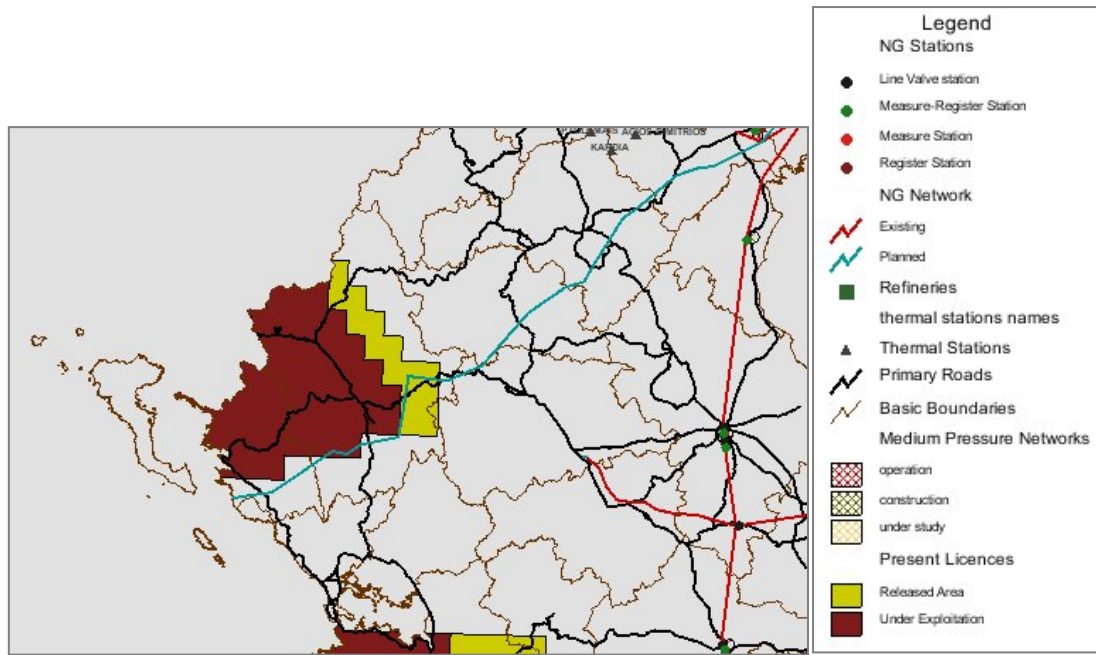 Legend
NG Stations
Line Valve station
Measure-Register Station
Measure Station
Register Station
NG Network
Existing
Planned
Refineries
thermal stations names
Thermal Stations
Primary Roads
Basic Boundaries
Medium Pressure Networks
operation
construction
under study
Present Licences
Released Area
Under Exploitation
KARDIA